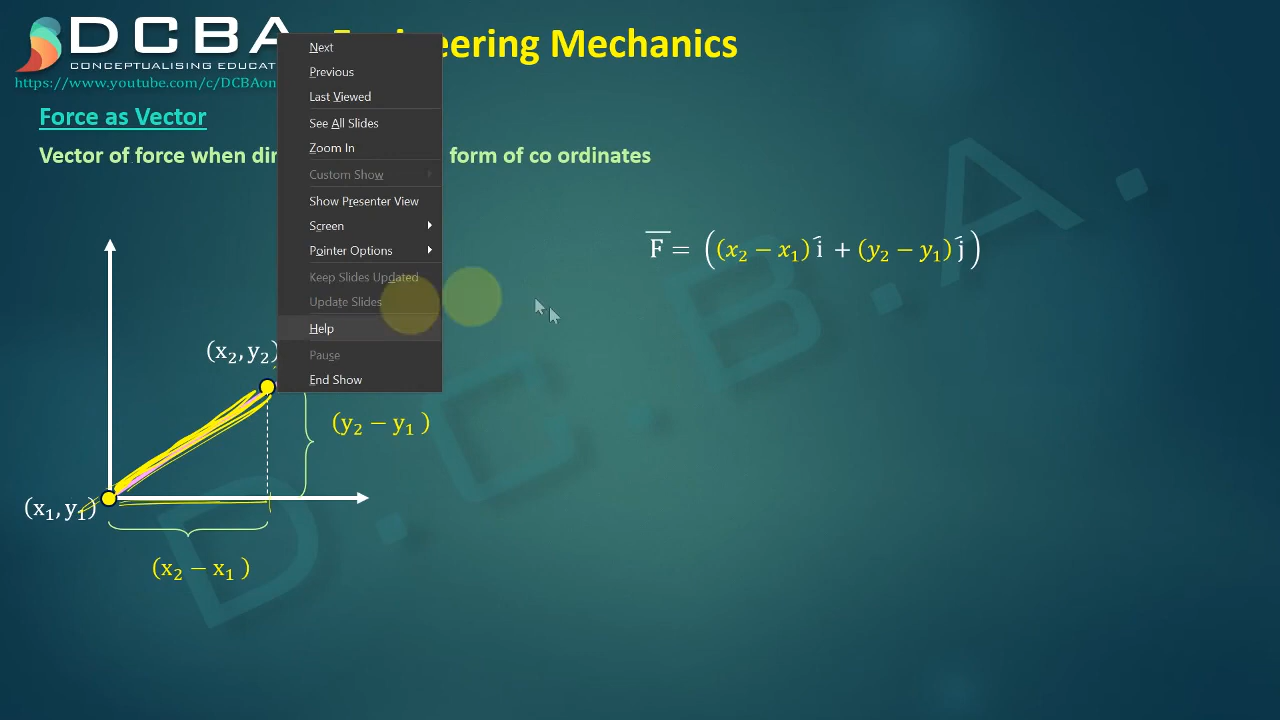 DCBA
CONCEPTUALISING EDUCAT
https://www.youtube.com/c/DCBAon
eering Mechanics
Force as Vector
Vector of force when dir form of co ordinates
Next
Previous
Last Viewed
See All Slides
Zoom In
Custom Show
Show Presenter View
Screen
Pointer Options
Keep Slides Updated
Update Slides
Help
Pause
End Show
F̅ = ((x₂ − x₁) î + (y₂ − y₁) ĵ)
(x₂, y₂)
(y₂ − y₁ )
(x₁, y₁)
(x₂ − x₁ )
D.C.B.A.